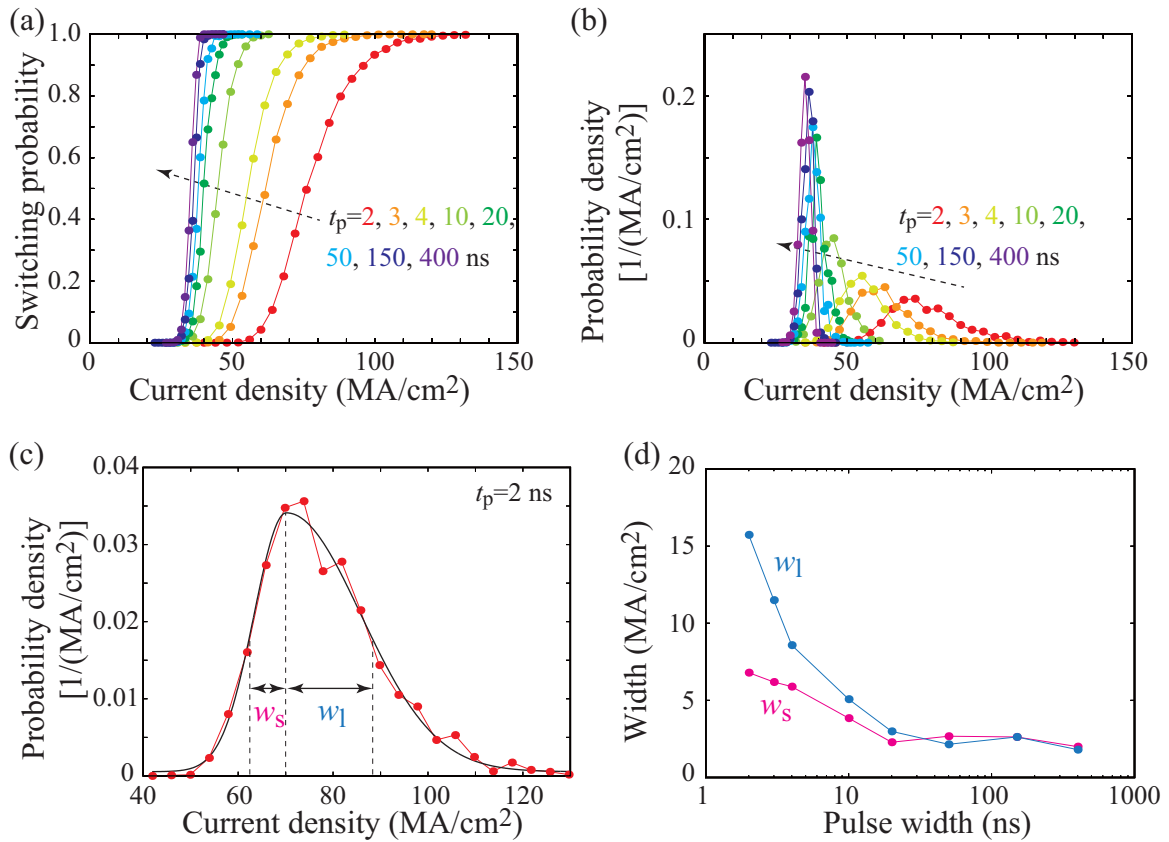 (a)
Switching probability
1.0
0.8
0.6
0.4
0.2
0
0
50
100
150
Current density (MA/cm2)
tp=2, 3, 4, 10, 20,
50, 150, 400 ns
(b)
Probability density
[1/(MA/cm2)]
0.2
0.1
0
0
50
100
150
Current density (MA/cm2)
tp=2, 3, 4, 10, 20,
50, 150, 400 ns
(c)
Probability density
[1/(MA/cm2)]
0.04
0.03
0.02
0.01
0
40
60
80
100
120
Current density (MA/cm2)
tp=2 ns
ws
wl
(d)
Width (MA/cm2)
20
15
10
5
0
1
10
100
1000
Pulse width (ns)
wl
ws